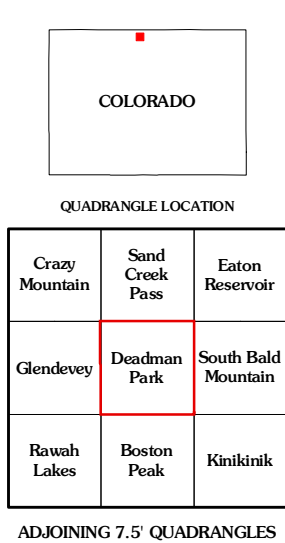 COLORADO
QUADRANGLE LOCATION
Crazy
Mountain
Sand
Creek
Pass
Eaton
Reservoir
Glendevey
Deadman
Park
South Bald
Mountain
Rawah
Lakes
Boston
Peak
Kinikinik
ADJOINING 7.5' QUADRANGLES